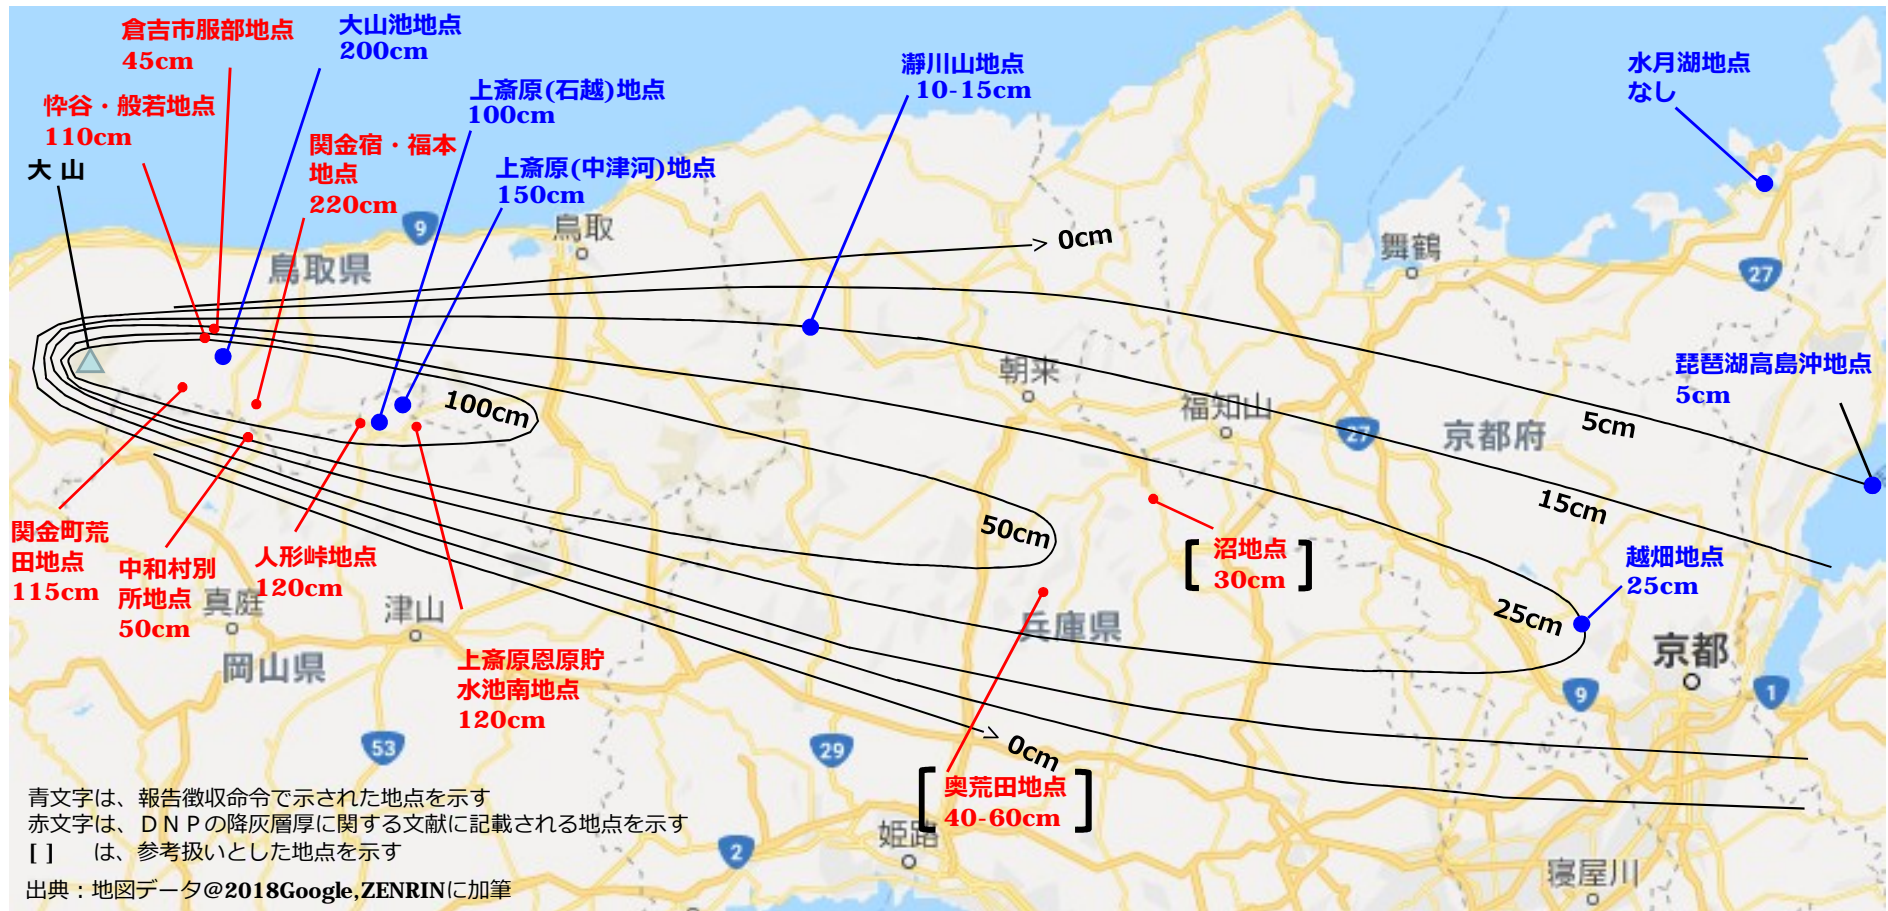 倉吉市服部地点
45cm
大山池地点
200cm
忰谷・般若地点
110cm
大 山
関金宿・福本
地点
220cm
上斎原(石越)地点
100cm
上斎原(中津河)地点
150cm
瀞川山地点
10-15cm
水月湖地点
なし
9
鳥取
鳥取県
> 0cm
舞鶴
27
朝来
福知山
27
京都府
琵琶湖高島沖地点
5cm
100cm
5cm
15cm
50cm
25cm
関金町荒
田地点
115cm
中和村別
所地点
50cm
人形峠地点
120cm
[ 沼地点
30cm ]
越畑地点
25cm
真庭
津山
岡山県
兵庫県
京都
上斎原恩原貯
水池南地点
120cm
9
1
53
29
> 0cm
[ 奥荒田地点
40-60cm ]
姫路
2
寝屋川
青文字は、報告徴収命令で示された地点を示す
赤文字は、ＤＮＰの降灰層厚に関する文献に記載される地点を示す
[ ] は、参考扱いとした地点を示す
出典：地図データ@2018Google,ZENRINに加筆